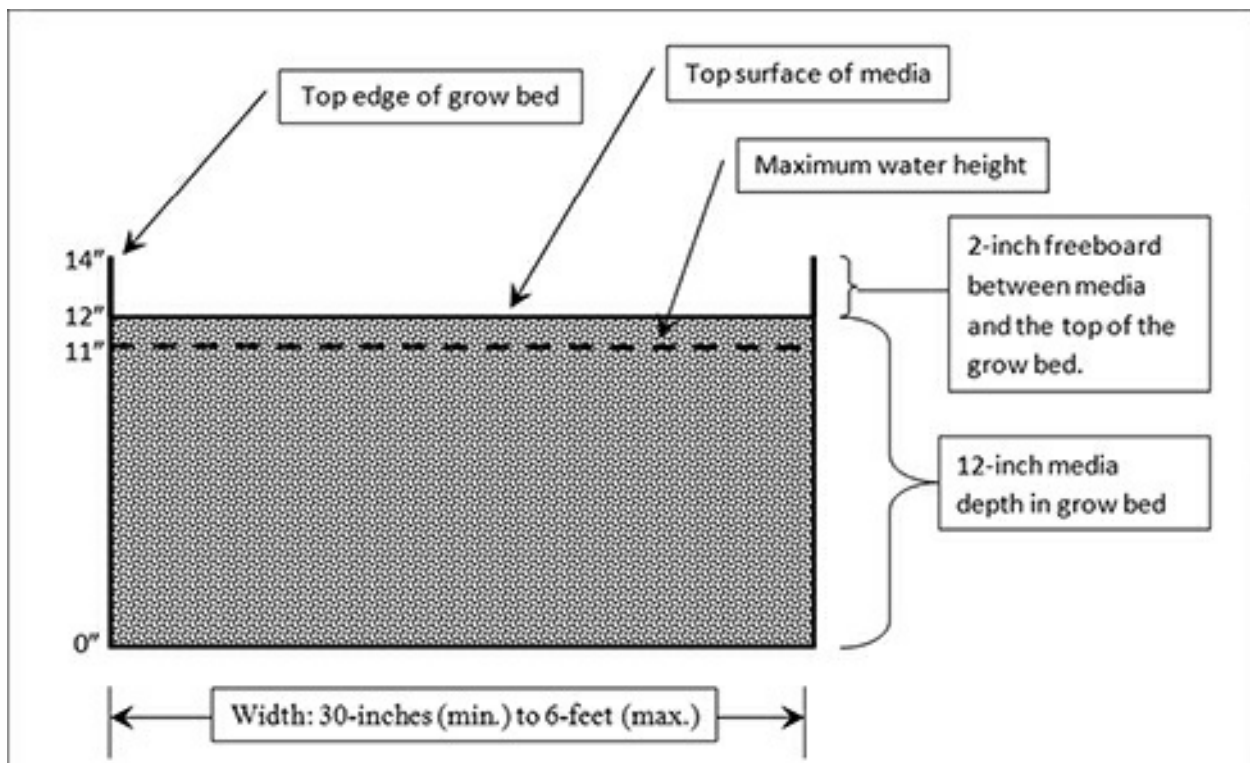 Top edge of grow bed
Top surface of media
Maximum water height
2-inch freeboard
between media
and the top of the
grow bed.
14”
12”
11”
12-inch media
depth in grow bed
0”
Width: 30-inches (min.) to 6-feet (max.)